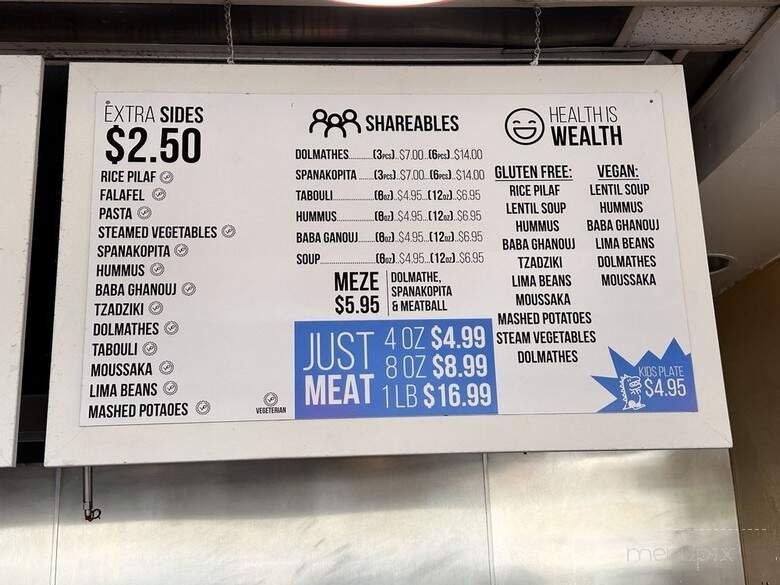 EXTRA SIDES
$2.50
RICE PILAF
FALAFEL
PASTA
STEAMED VEGETABLES
SPANAKOPITA
HUMMUS
BABA GHANOUJ
TZADZIKI
DOLMATHES
TABOULI
MOUSSAKA
LIMA BEANS
MASHED POTAOES
VEGETERIAN
SHAREABLES
DOLMATHES.........(3PCS)..$7.00..(6PCS)..$14.00
SPANAKOPITA.....(3PCS)..$7.00..(6PCS)..$14.00
TABOULI..............(8oz)..$4.95...(12oz)..$6.95
HUMMUS.............(8oz)..$4.95...(12oz)..$6.95
BABA GANOUJ.....(8oz)..$4.95...(12oz)..$6.95
SOUP...................(8oz)..$4.95...(12oz)..$6.95
MEZE
$5.95
DOLMATHE,
SPANAKOPITA
& MEATBALL
JUST
MEAT
4 OZ $4.99
8 OZ $8.99
1 LB $16.99
HEALTH IS
WEALTH
GLUTEN FREE:
RICE PILAF
LENTIL SOUP
HUMMUS
BABA GHANOUJ
TZADZIKI
LIMA BEANS
MOUSSAKA
MASHED POTATOES
STEAM VEGETABLES
DOLMATHES
VEGAN:
LENTIL SOUP
HUMMUS
BABA GHANOUJ
LIMA BEANS
DOLMATHES
MOUSSAKA
KIDS PLATE
$4.95
menupix